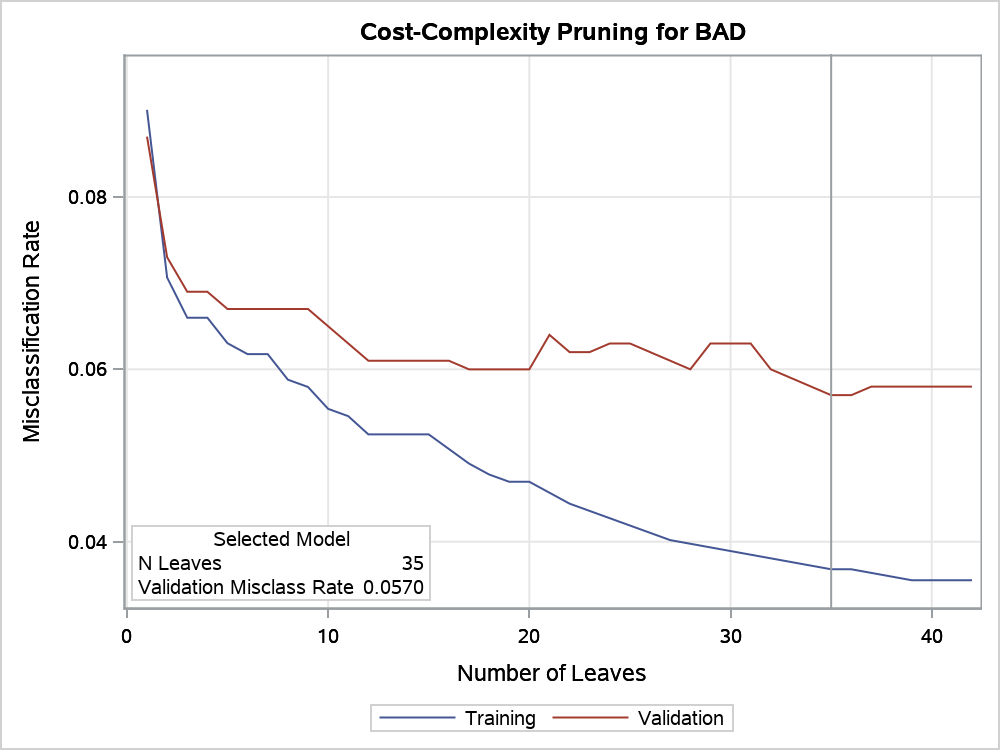 Cost-Complexity Pruning for BAD
Misclassification Rate
0.08
0.06
0.04
Selected Model
N Leaves 35
Validation Misclass Rate 0.0570
0 10 20 30 40
Number of Leaves
Training Validation